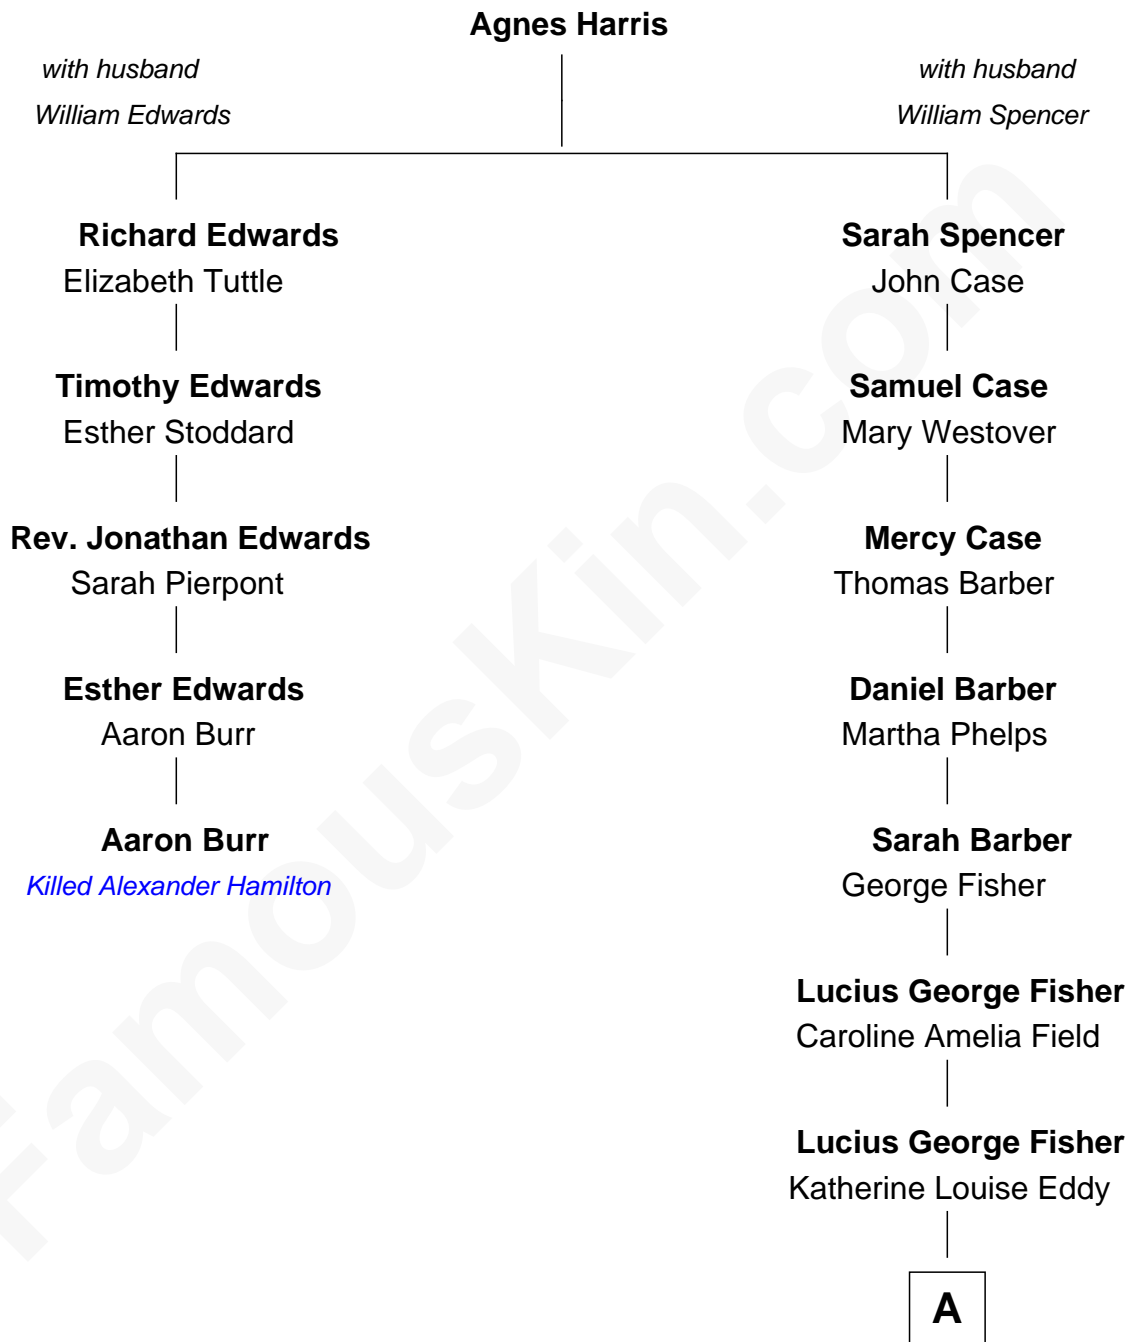 Agnes Harris
with husband
William Edwards
with husband
William Spencer
Richard Edwards
Elizabeth Tuttle
Sarah Spencer
John Case
Timothy Edwards
Esther Stoddard
Samuel Case
Mary Westover
Rev. Jonathan Edwards
Sarah Pierpont
Mercy Case
Thomas Barber
Esther Edwards
Aaron Burr
Daniel Barber
Martha Phelps
Aaron Burr
Killed Alexander Hamilton
Sarah Barber
George Fisher
Lucius George Fisher
Caroline Amelia Field
Lucius George Fisher
Katherine Louise Eddy
A
FamousKin.com